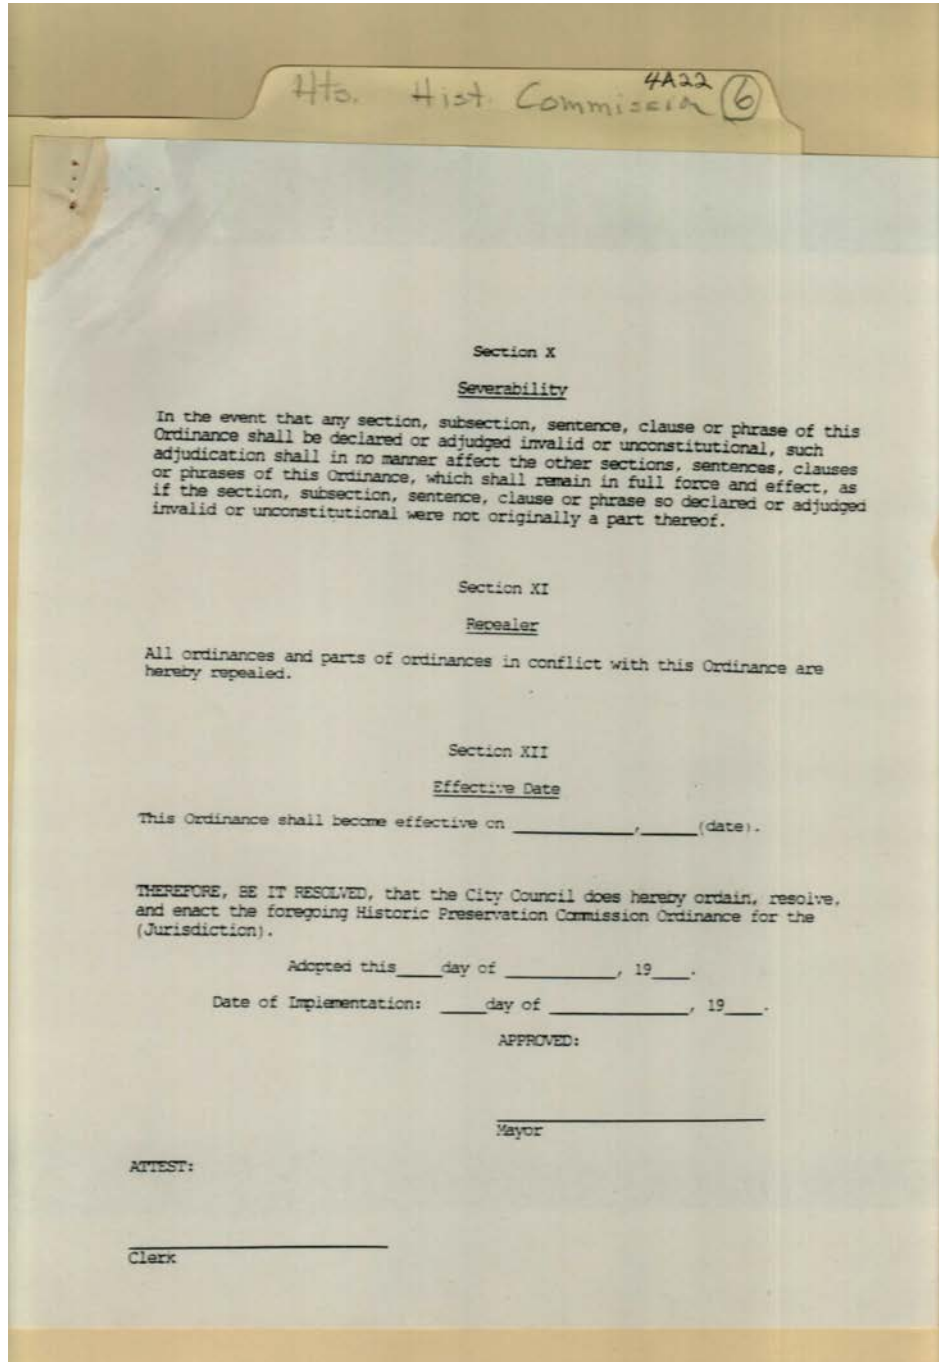 4A22
Hts. Hist. Commission 6
Section X
Severability
In the event that any section, subsection, sentence, clause or phrase of this
Ordinance shall be declared or adjudged invalid or unconstitutional, such
adjudication shall in no manner affect the other sections, sentences, clauses
or phrases of this Ordinance, which shall remain in full force and effect, as
if the section, subsection, sentence, clause or phrase so declared or adjudged
invalid or unconstitutional were not originally a part thereof.
Section XI
Repealer
All ordinances and parts of ordinances in conflict with this Ordinance are
hereby repealed.
Section XII
Effective Date
This Ordinance shall become effective on ____________,______(date).
THEREFORE, BE IT RESOLVED, that the City Council does hereby ordain, resolve,
and enact the foregoing Historic Preservation Commission Ordinance for the
(Jurisdiction).
Adopted this____day of ___________, 19____.
Date of Implementation: ____day of ______________, 19____.
APPROVED:
Mayor
ATTEST:
Clerk